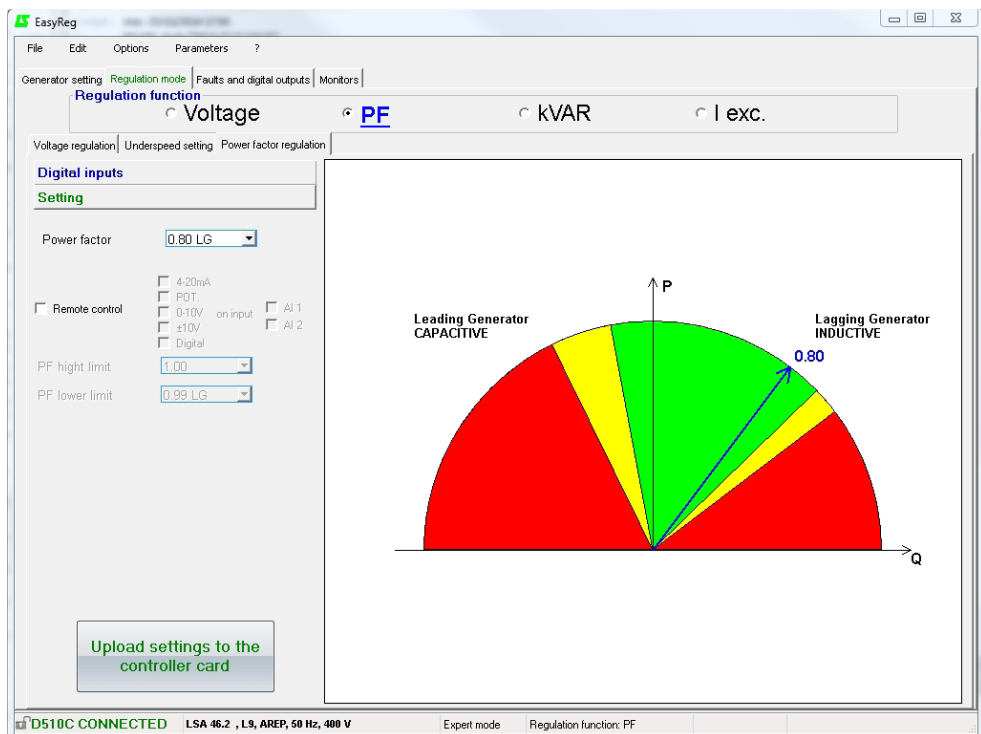 LS EasyReg
File Edit Options Parameters ?
Generator setting Regulation mode Faults and digital outputs Monitors
Regulation function
Voltage PF kVAR I exc.
Voltage regulation Underspeed setting Power factor regulation
Digital inputs
Setting
Power factor 0.80 LG
4-20mA
POT.
Remote control 0-10V on input AI 1
±10V AI 2
Digital
PF hight limit 1.00
PF lower limit 0.99 LG
P
Leading Generator
CAPACITIVE
Lagging Generator
INDUCTIVE
0.80
Q
Upload settings to the
controller card
D510C CONNECTED LSA 46.2 , L9, AREP, 50 Hz, 400 V Expert mode Regulation function: PF